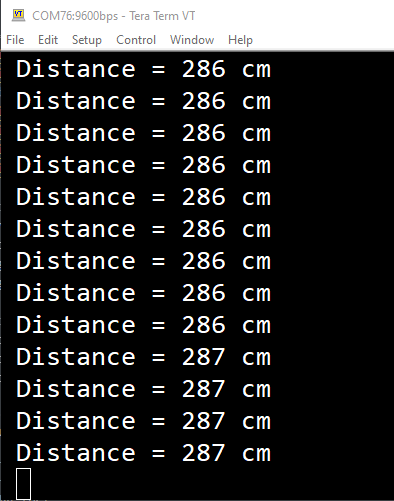 COM76:9600bps - Tera Term VT
File Edit Setup Control Window Help
Distance = 286 cm
Distance = 286 cm
Distance = 286 cm
Distance = 286 cm
Distance = 286 cm
Distance = 286 cm
Distance = 286 cm
Distance = 286 cm
Distance = 286 cm
Distance = 287 cm
Distance = 287 cm
Distance = 287 cm
Distance = 287 cm